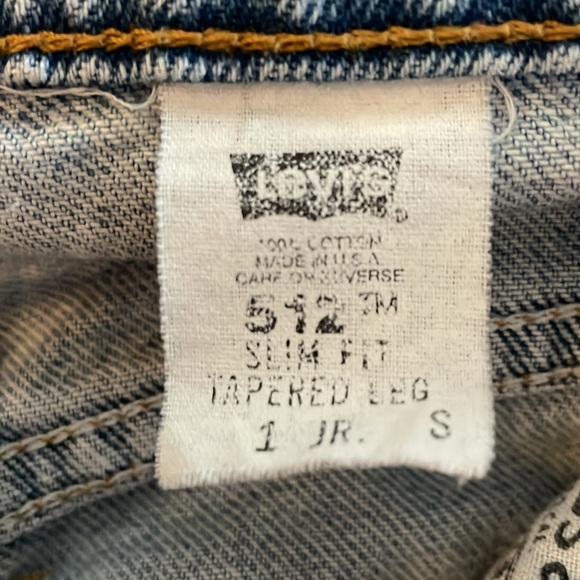 Levi's
®
100% COTTON
MADE IN U.S.A
CARE ON REVERSE
512 TM
SLIM FIT
TAPERED LEG
1 JR. S